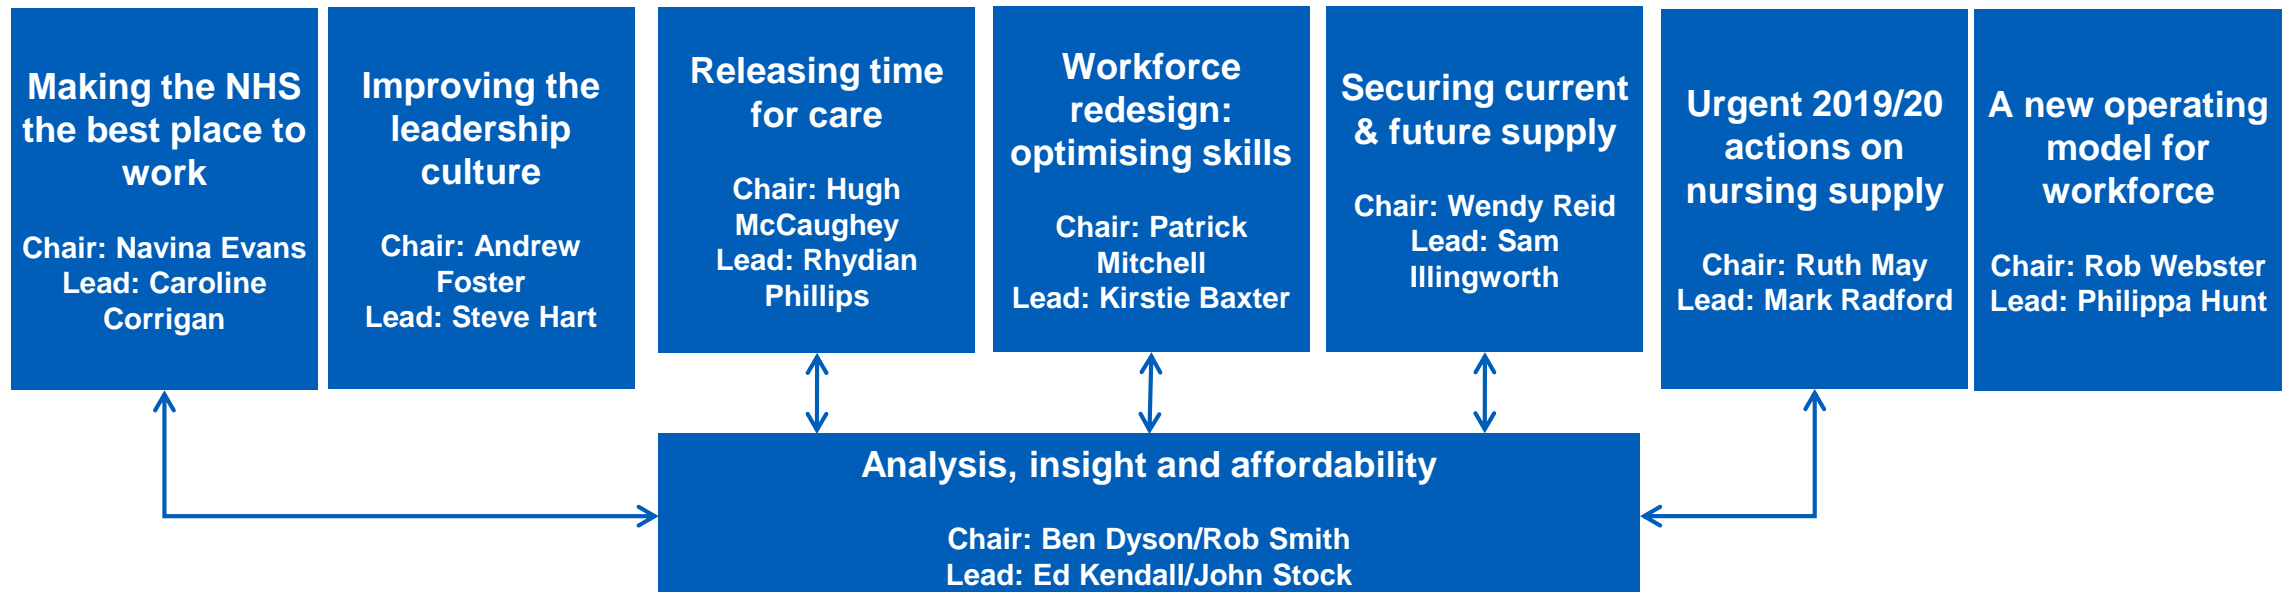 Making the NHS
the best place to
work
Chair: Navina Evans
Lead: Caroline
Corrigan
Improving the
leadership
culture
Chair: Andrew
Foster
Lead: Steve Hart
Releasing time
for care
Chair: Hugh
McCaughey
Lead: Rhydian
Phillips
Workforce
redesign:
optimising skills
Chair: Patrick
Mitchell
Lead: Kirstie Baxter
Securing current
& future supply
Chair: Wendy Reid
Lead: Sam
Illingworth
Urgent 2019/20
actions on
nursing supply
Chair: Ruth May
Lead: Mark Radford
A new operating
model for
workforce
Chair: Rob Webster
Lead: Philippa Hunt
Analysis, insight and affordability
Chair: Ben Dyson/Rob Smith
Lead: Ed Kendall/John Stock